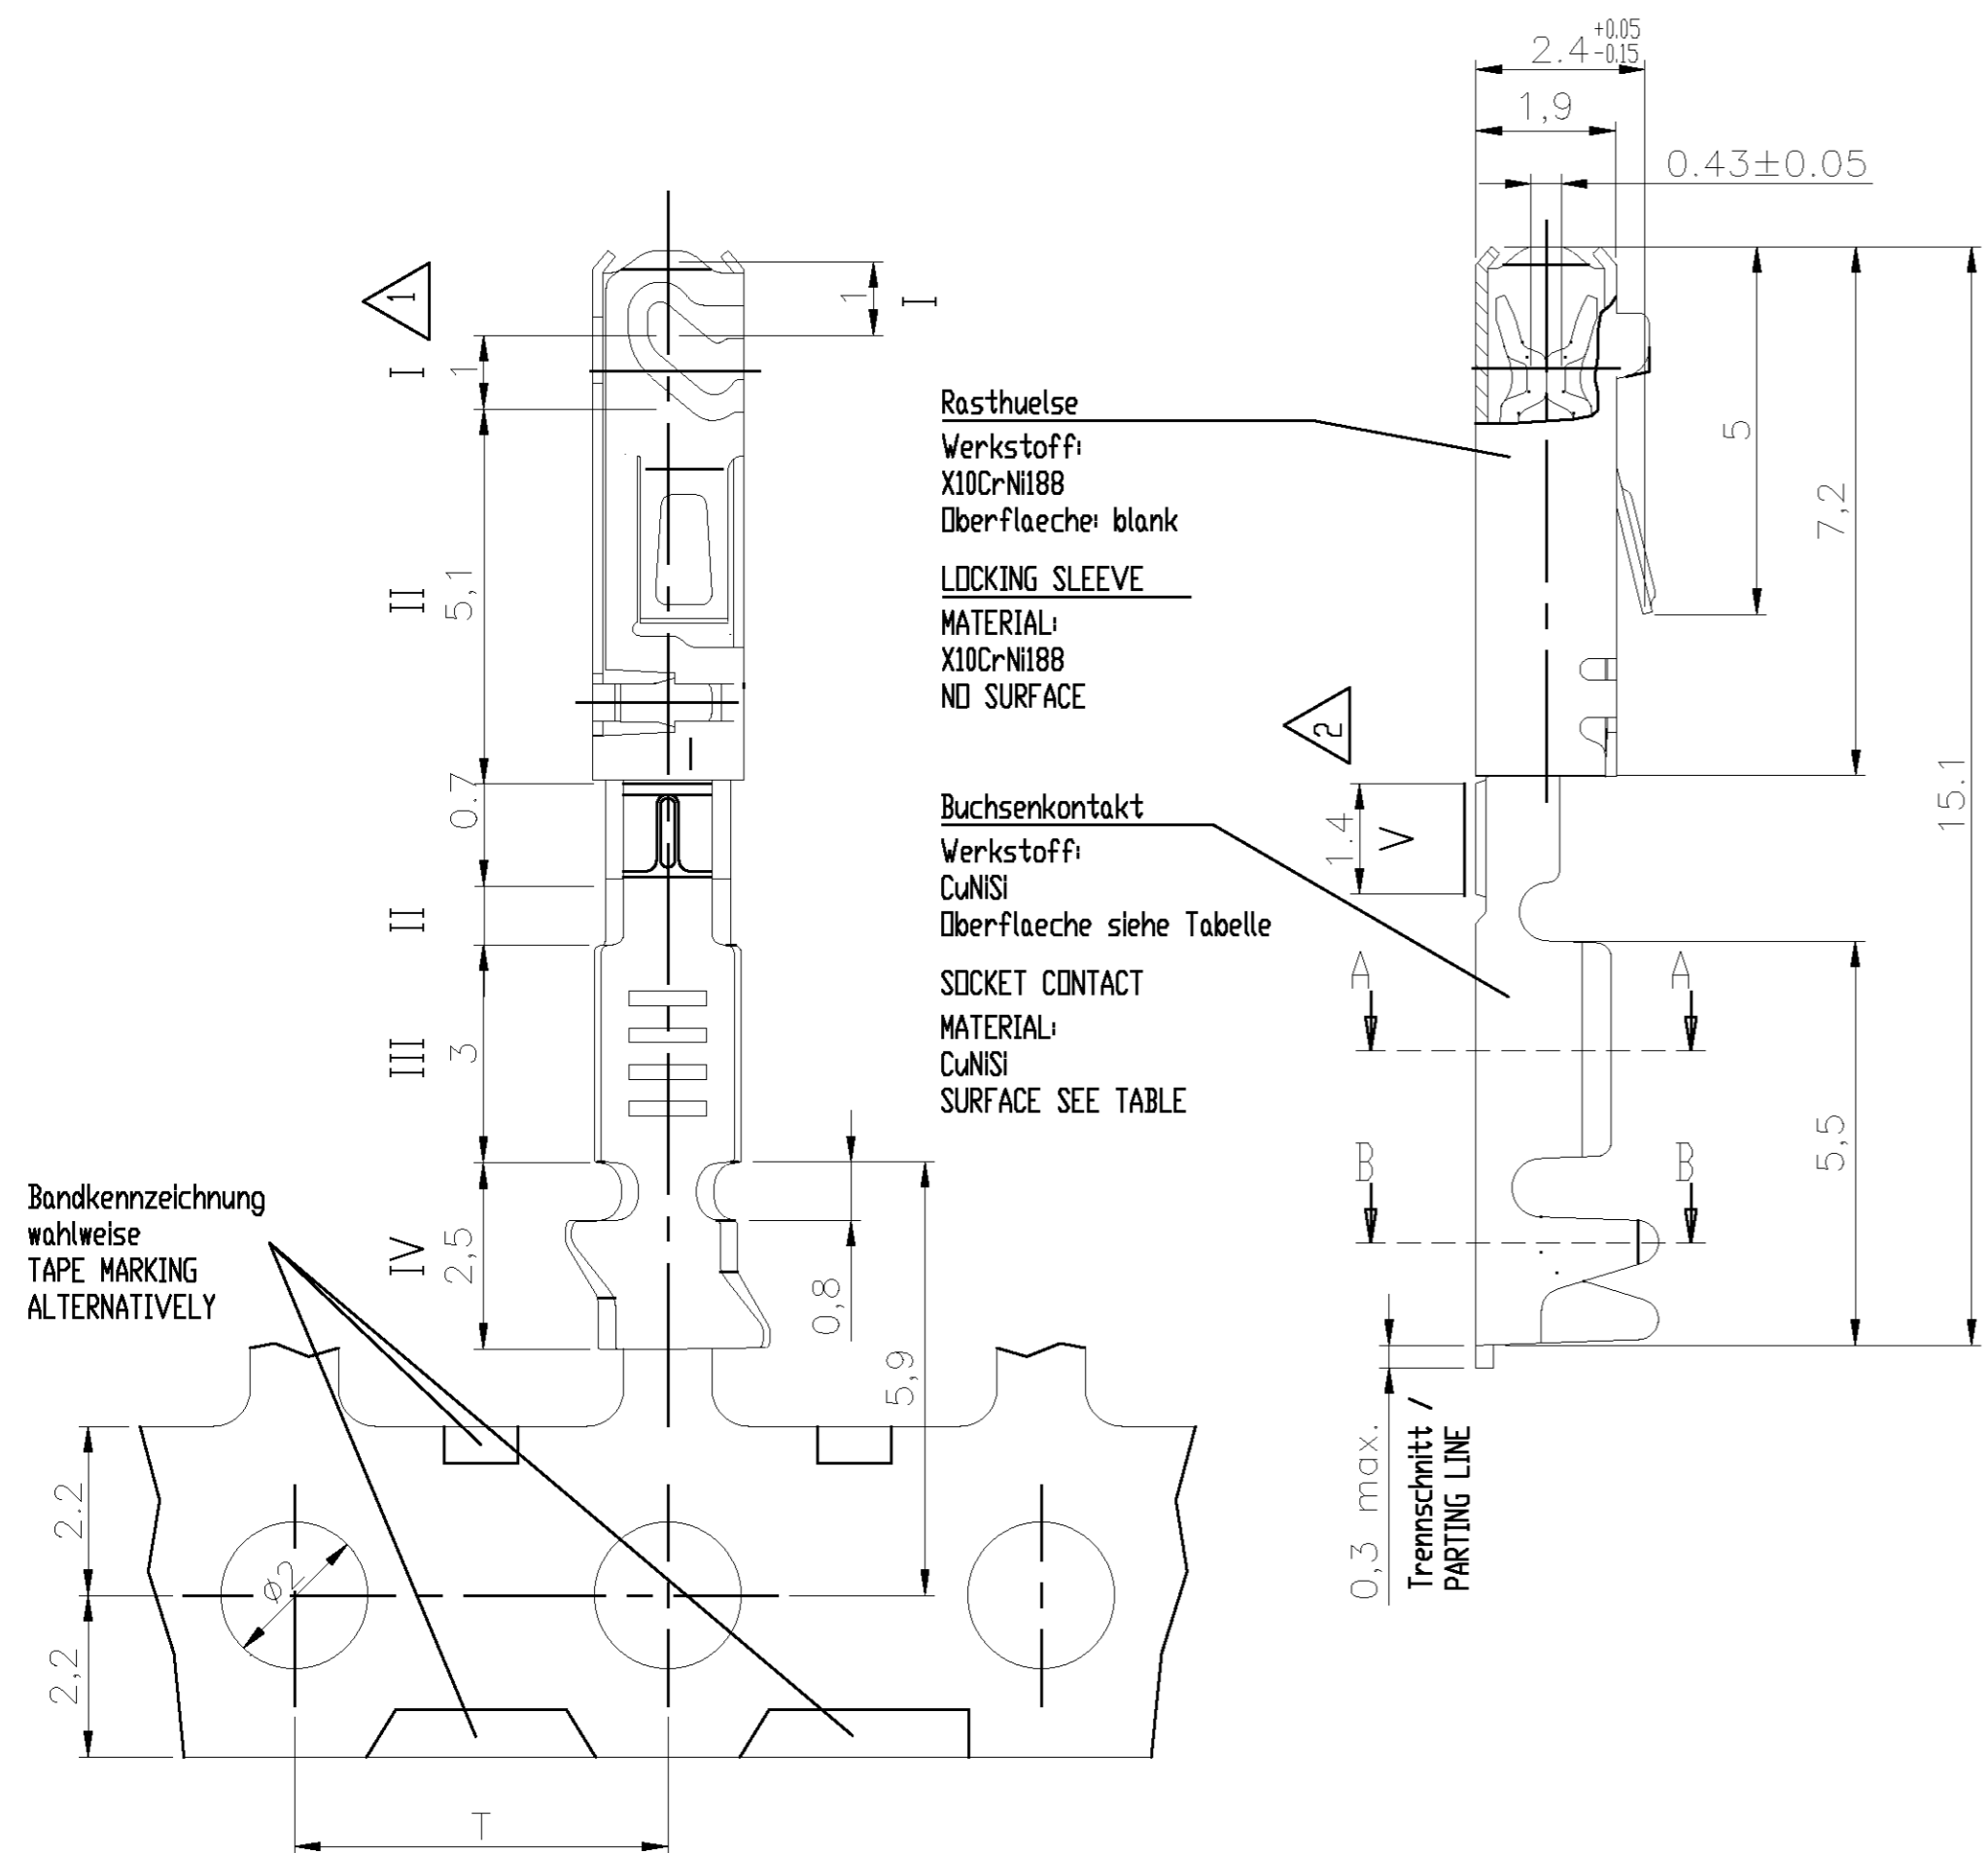 2.4 +0.05 -0.15
1,9
0.43±0.05
1
I
1
I
1
5,1
II
0.7
II
3
III
2,5
IV
0,8
5,9
2.2
2,2
ø2
T
Bandkennzeichnung
wahlweise
TAPE MARKING
ALTERNATIVELY
Rasthuelse
Werkstoff:
X10CrNi188
Oberflaeche: blank
LOCKING SLEEVE
MATERIAL:
X10CrNi188
NO SURFACE
Buchsenkontakt
Werkstoff:
CuNiSi
Oberflaeche siehe Tabelle
SOCKET CONTACT
MATERIAL:
CuNiSi
SURFACE SEE TABLE
2
1.4
V
5
7,2
15.1
A A
B B
5,5
0,3 max.
Trennschnitt /
PARTING LINE